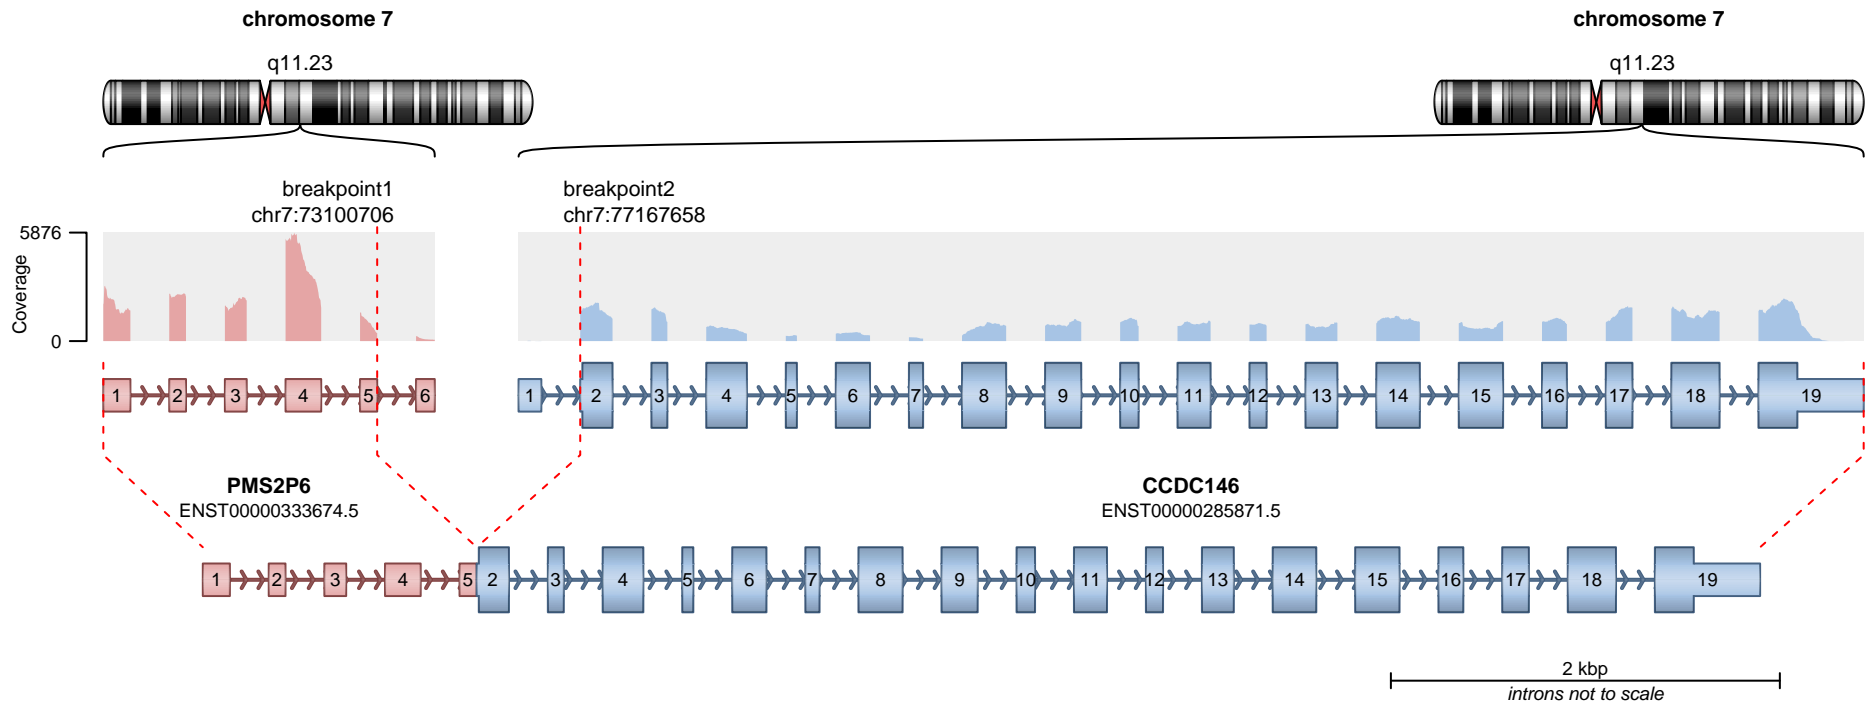 chromosome 7
chromosome 7
q11.23
q11.23
breakpoint1
chr7:73100706
breakpoint2
chr7:77167658
5876
Coverage
0
1 2 3 4 5 6
1 2 3 4 5 6 7 8 9 10 11 12 13 14 15 16 17 18 19
PMS2P6
ENST00000333674.5
CCDC146
ENST00000285871.5
1 2 3 4 5 2 3 4 5 6 7 8 9 10 11 12 13 14 15 16 17 18 19
2 kbp
introns not to scale